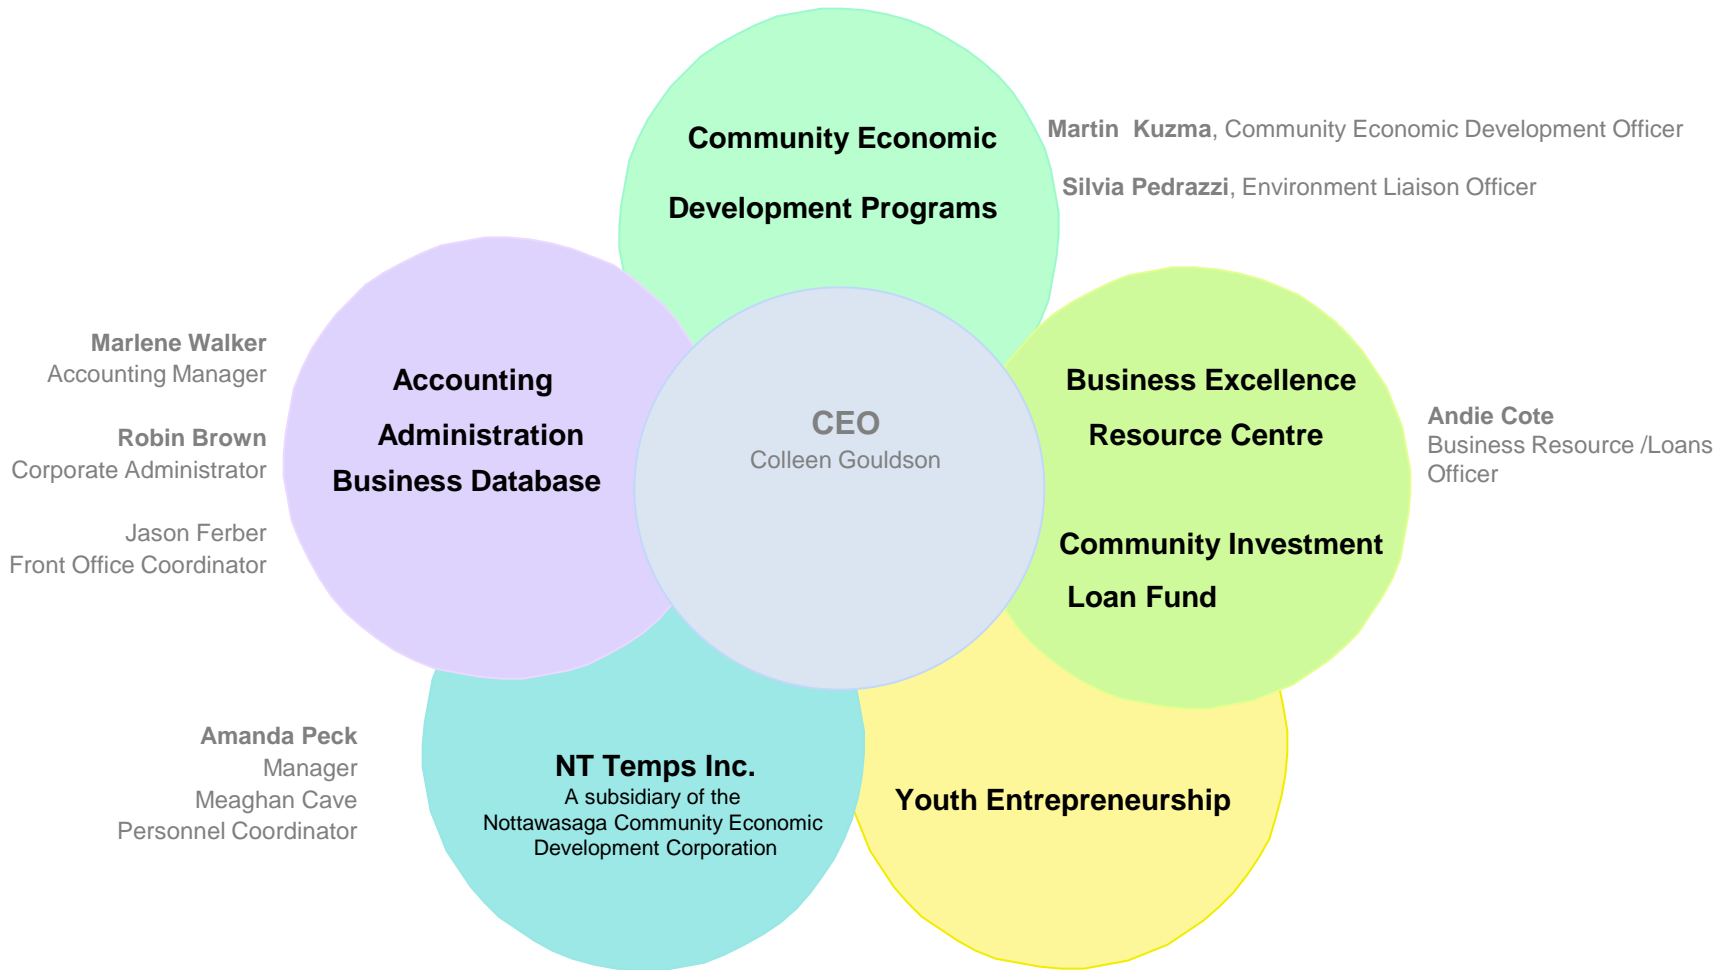 Community Economic
Development Programs
Martin  Kuzma, Community Economic Development Officer
Silvia Pedrazzi, Environment Liaison Officer
Marlene Walker
Accounting Manager
Robin Brown
Corporate Administrator
Jason Ferber
Front Office Coordinator
Accounting
Administration
Business Database
CEO
Colleen Gouldson
Business Excellence
Resource Centre
Community Investment
Loan Fund
Andie Cote
Business Resource /Loans
Officer
Amanda Peck
Manager
Meaghan Cave
Personnel Coordinator
NT Temps Inc.
A subsidiary of the
Nottawasaga Community Economic
Development Corporation
Youth Entrepreneurship